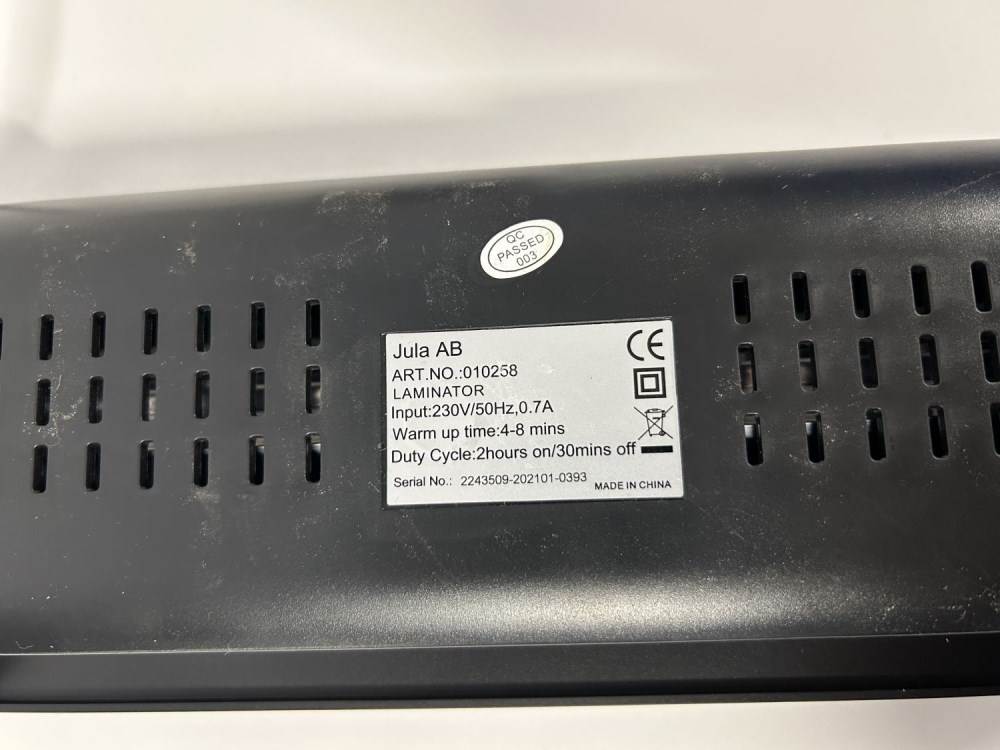 QC
PASSED
003
Jula AB
ART.NO.:010258
LAMINATOR
Input:230V/50Hz,0.7A
Warm up time:4-8 mins
Duty Cycle:2hours on/30mins off
Serial No.: 2243509-202101-0393
MADE IN CHINA
CE